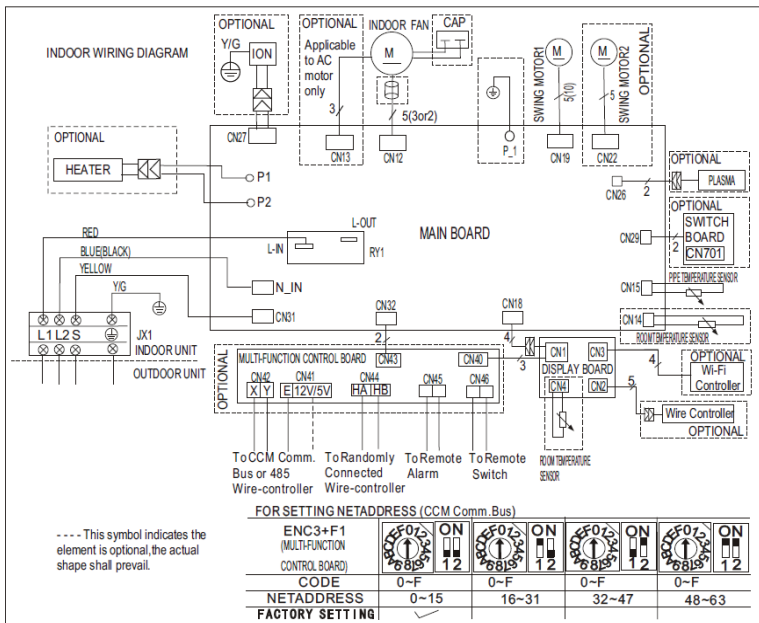 INDOOR WIRING DIAGRAM
OPTIONAL
Y/G
ION
CN27
OPTIONAL
Applicable
to AC
motor
only
3
CN13
INDOOR FAN
M
CAP
5(3or2)
CN12
P_1
SWING MOTOR1
M
5(10)
CN19
SWING MOTOR2
M
5
CN22
OPTIONAL
OPTIONAL
HEATER
P1
P2
CN26
2
OPTIONAL
PLASMA
OPTIONAL
SWITCH
BOARD
CN701
CN29
2
L-OUT
L-IN
RY1
MAIN BOARD
RED
BLUE(BLACK)
YELLOW
Y/G
N_IN
CN31
CN15
PIPE TEMPERATURE SENSOR
CN14
ROOM TEMPERATURE SENSOR
L1 L2 S
JX1
INDOOR UNIT
OUTDOOR UNIT
CN32
2
CN18
4
OPTIONAL
MULTI-FUNCTION CONTROL BOARD
CN43
CN40
3
CN42
X Y
CN41
E 12V/5V
CN44
HA HB
CN45
CN46
CN1
CN3
DISPLAY BOARD
CN4
CN2
4
OPTIONAL
Wi-Fi
Controller
5
Wire Controller
OPTIONAL
ROOM TEMPERATURE
SENSOR
To CCM Comm.
Bus or 485
Wire-controller
To Randomly
Connected
Wire-controller
To Remote
Alarm
To Remote
Switch
FOR SETTING NETADDRESS (CCM Comm.Bus)
---- This symbol indicates the
element is optional,the actual
shape shall prevail.
ENC3+F1
(MULTI-FUNCTION
CONTROL BOARD)
0123456789ABCDEF
ON
1 2
0123456789ABCDEF
ON
1 2
0123456789ABCDEF
ON
1 2
0123456789ABCDEF
ON
1 2
CODE 0~F 0~F 0~F 0~F
NETADDRESS 0~15 16~31 32~47 48~63
FACTORY SETTING